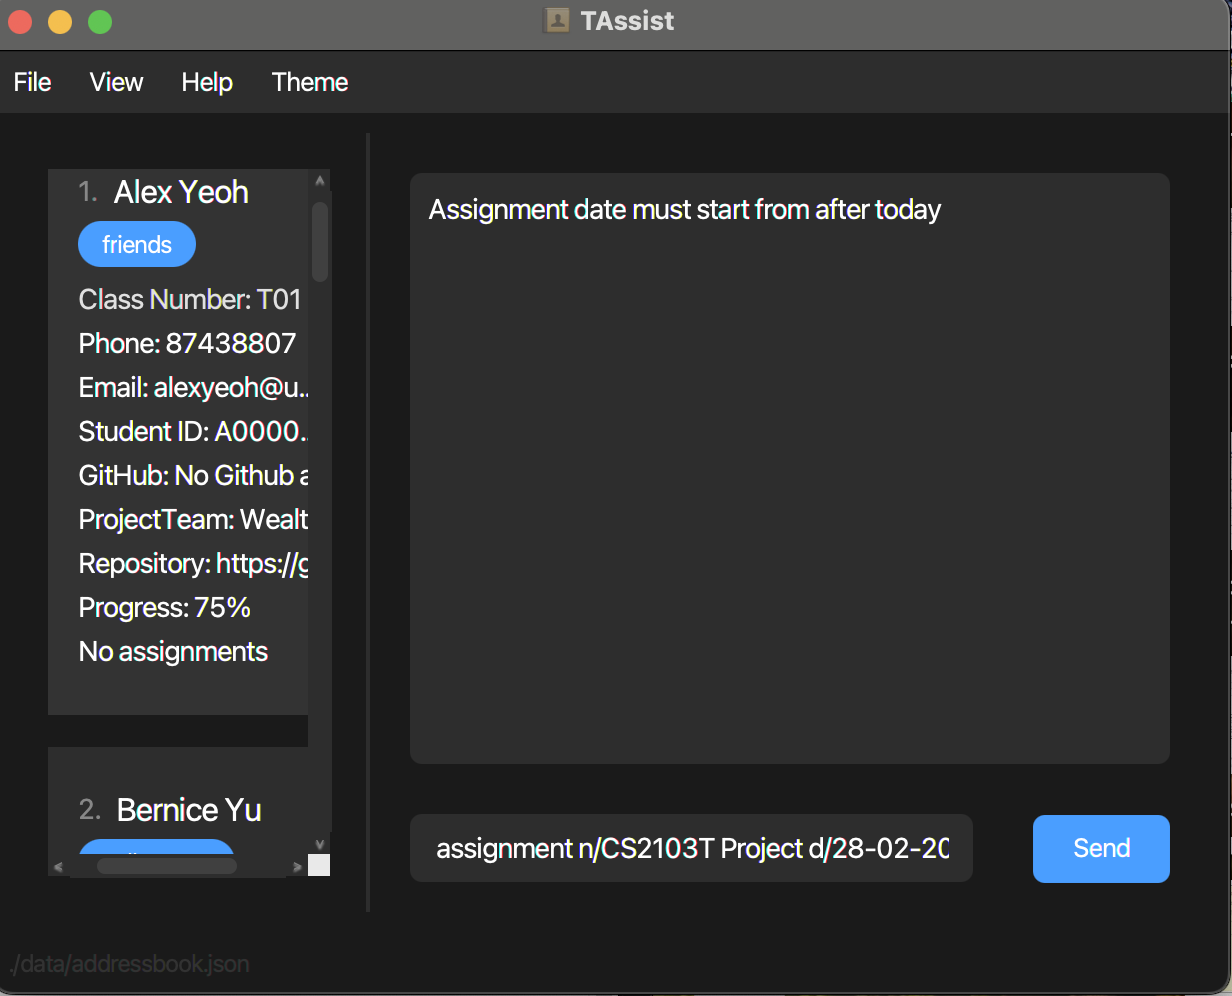 TAssist
File View Help Theme
1. Alex Yeoh
friends
Class Number: T01
Phone: 87438807
Email: alexyeoh@u..
Student ID: A0000..
GitHub: No Github
ProjectTeam: Wealt
Repository: https://g
Progress: 75%
No assignments
2. Bernice Yu
Assignment date must start from after today
assignment n/CS2103T Project d/28-02-20
Send
./data/addressbook.json